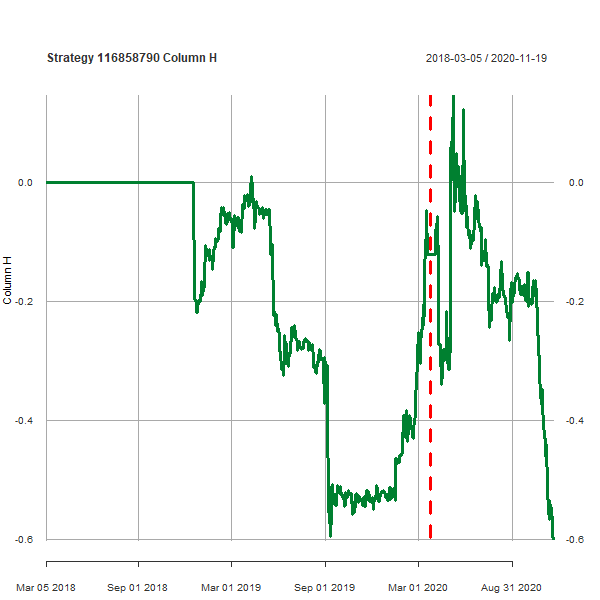 Strategy 116858790 Column H
2018-03-05 / 2020-11-19
0.0
0.0
-0.2
-0.2
-0.4
-0.4
-0.6
-0.6
Column H
Mar 05 2018
Sep 01 2018
Mar 01 2019
Sep 01 2019
Mar 01 2020
Aug 31 2020